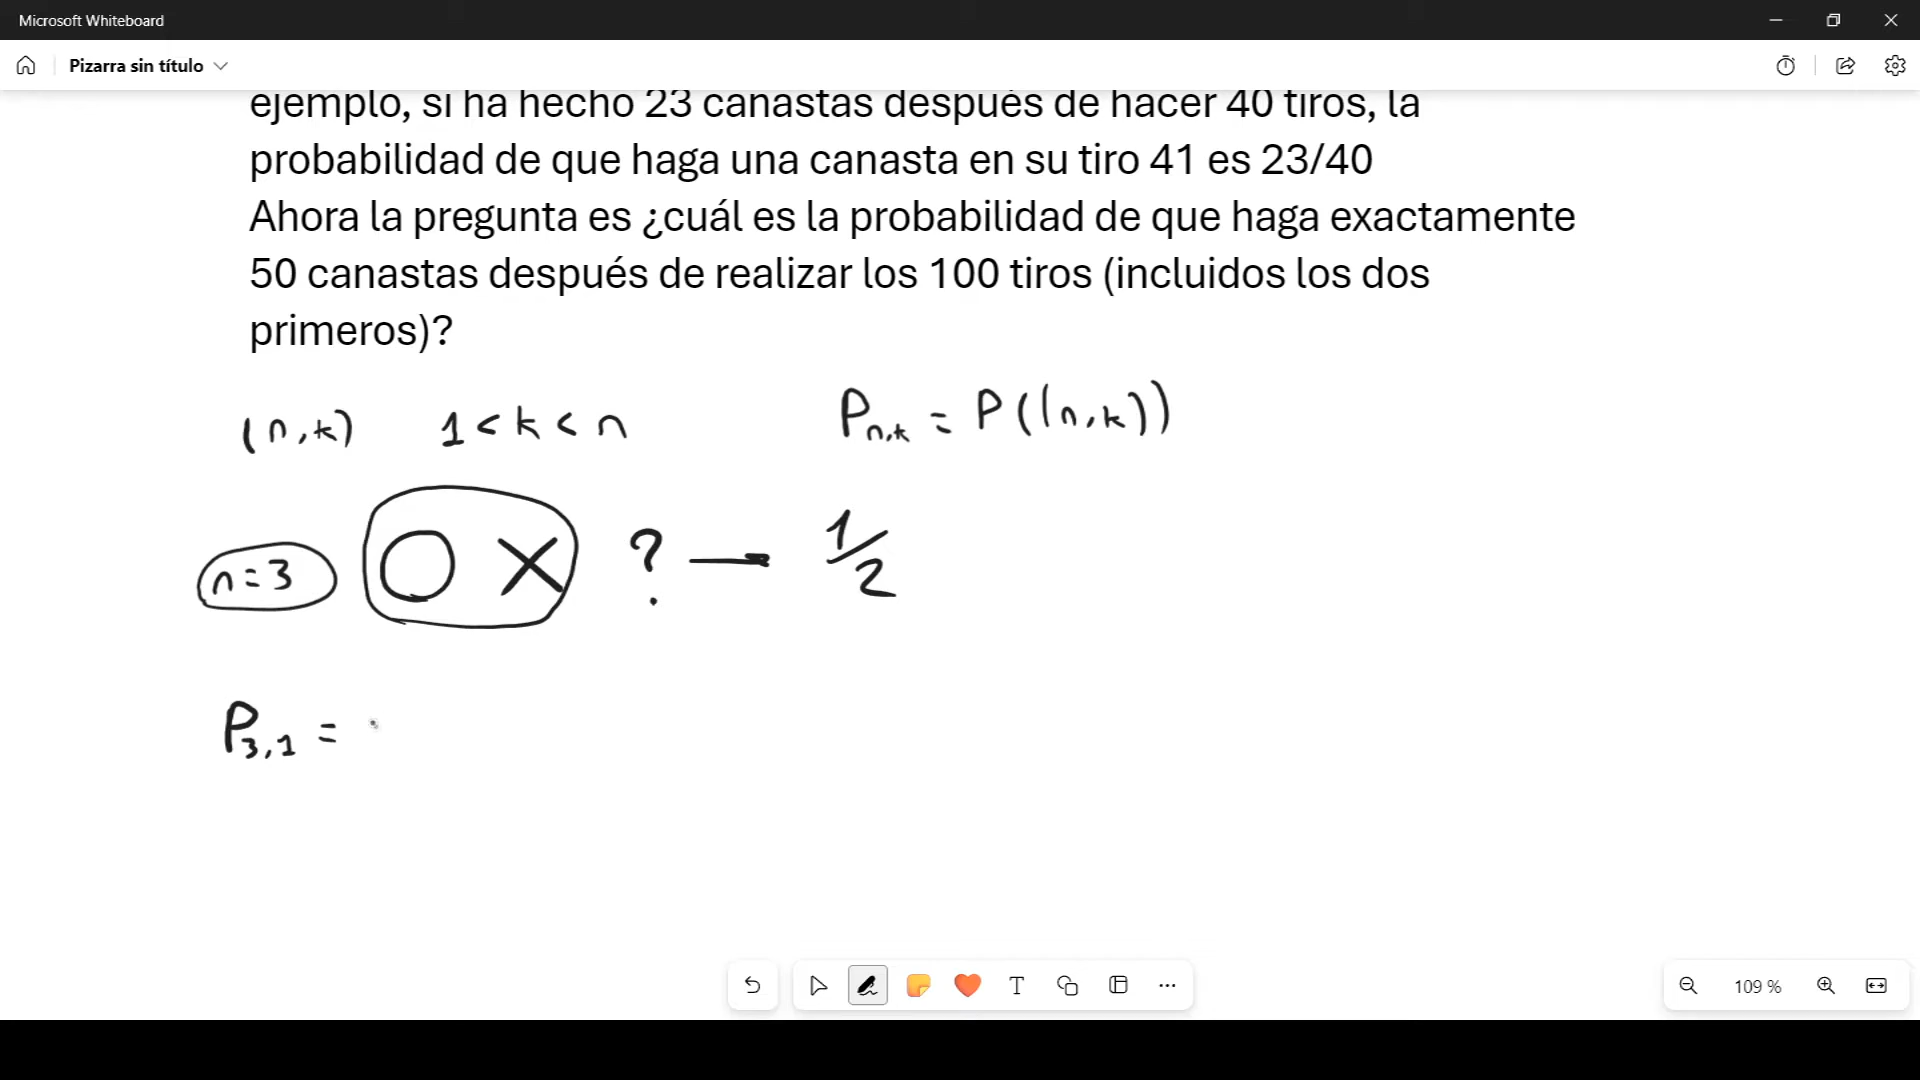 Microsoft Whiteboard
Pizarra sin título
ejemplo, si ha hecho 23 canastas después de hacer 40 tiros, la
probabilidad de que haga una canasta en su tiro 41 es 23/40
Ahora la pregunta es ¿cuál es la probabilidad de que haga exactamente
50 canastas después de realizar los 100 tiros (incluidos los dos
primeros)?
(n,k) 1 < k < n P_{n,k} = P((n,k))
n=3 O X ? → 1/2
P_{3,1} =
109 %